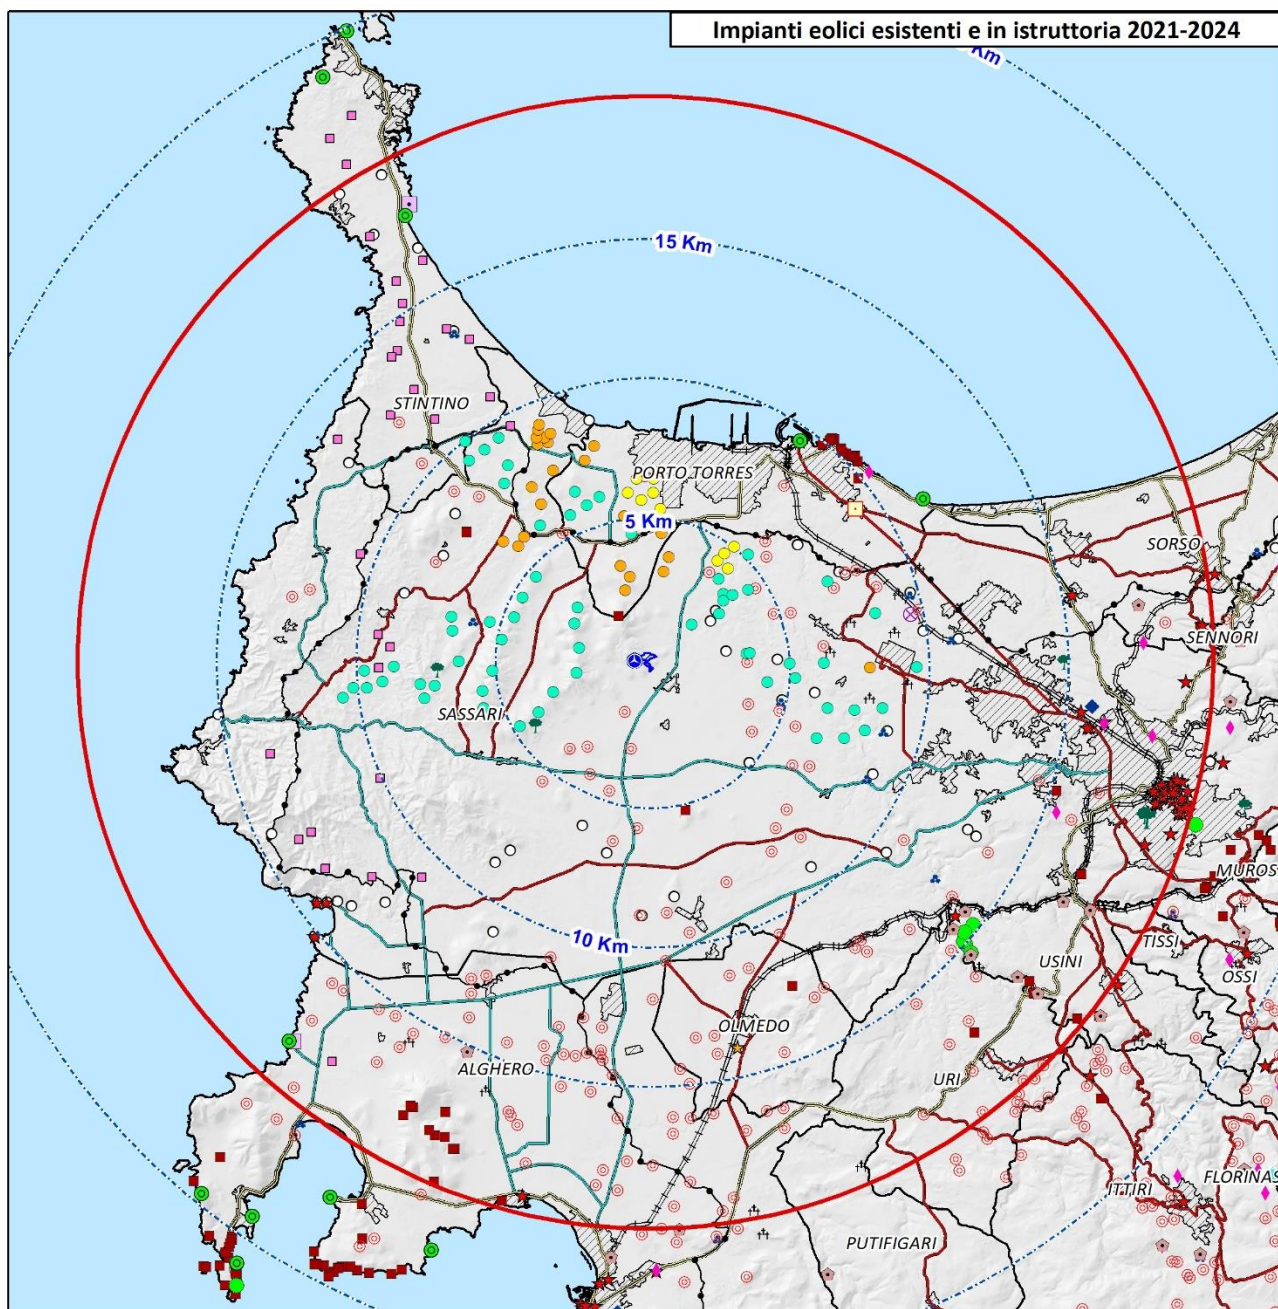 Impianti eolici esistenti e in istruttoria 2021-2024
Km
15 Km
STINTINO
PORTO TORRES
5 Km
SORSO
SENNORI
SASSARI
MUROS
10 Km
TISSI
USINI
OSSI
OLMEDO
ALGHERO
URI
FLORINAS
ITTIRI
PUTIFIGARI